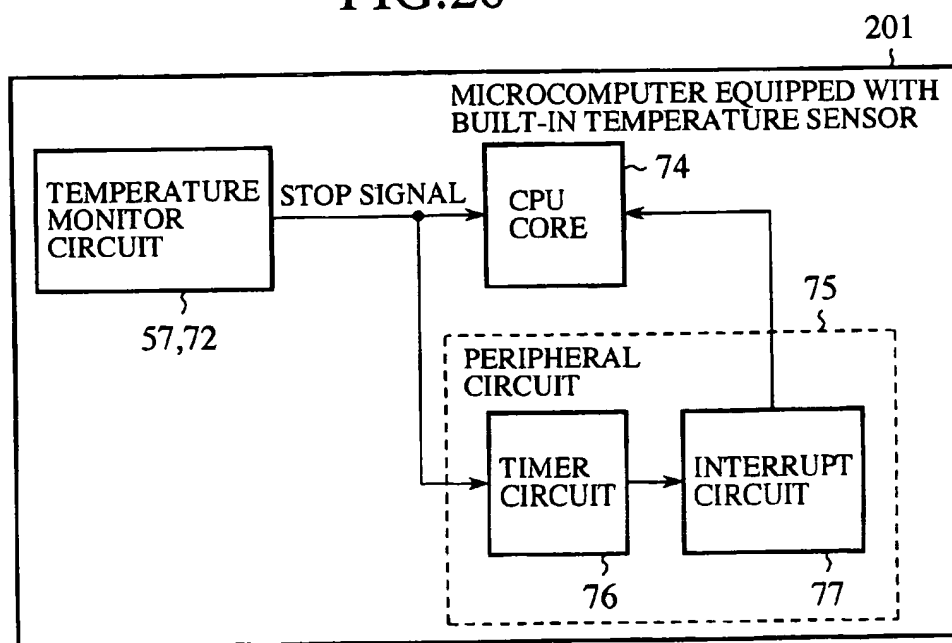 FIG.20
201
MICROCOMPUTER EQUIPPED WITH
BUILT-IN TEMPERATURE SENSOR
TEMPERATURE
MONITOR
CIRCUIT
STOP SIGNAL
CPU
CORE
74
57,72
75
PERIPHERAL
CIRCUIT
TIMER
CIRCUIT
INTERRUPT
CIRCUIT
76
77